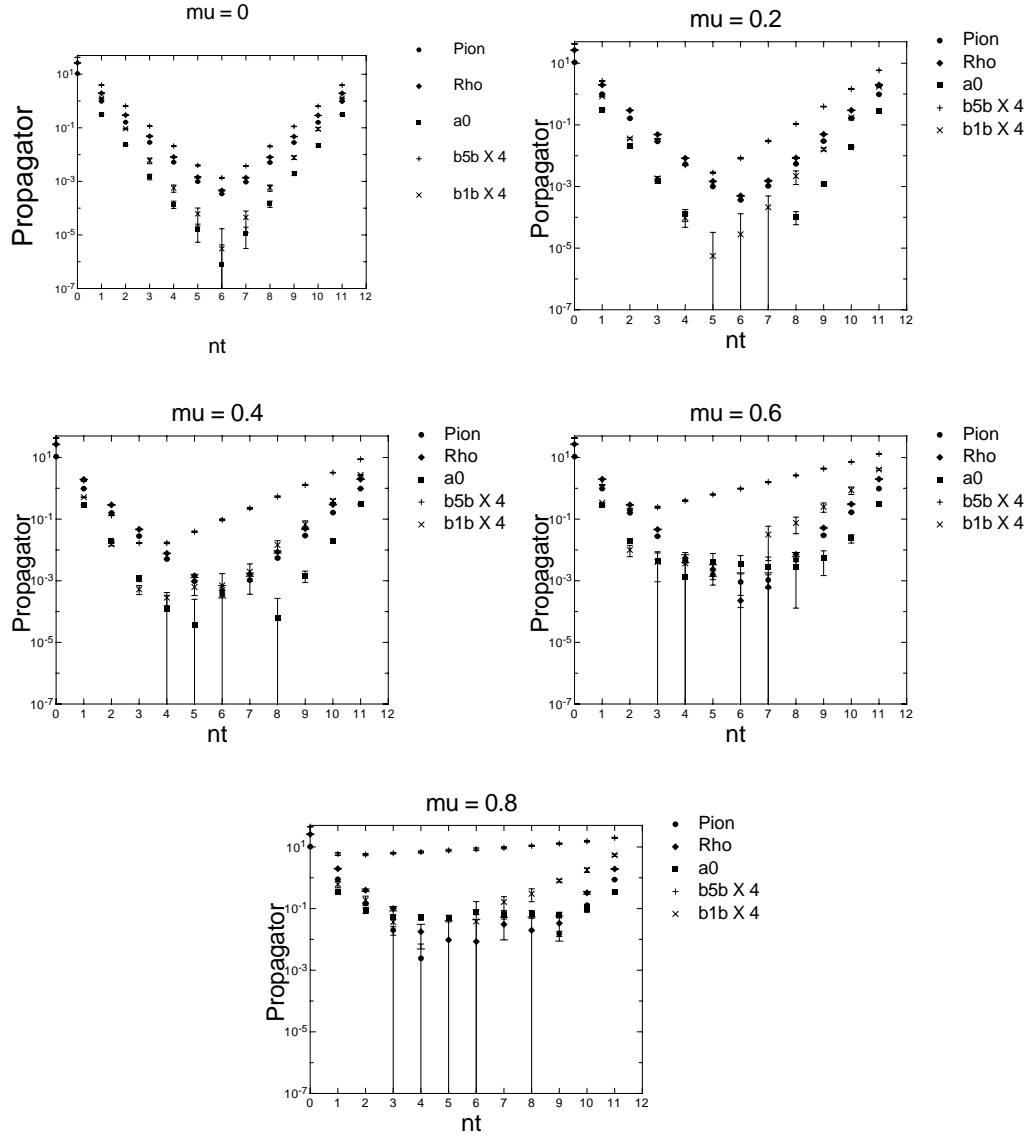 mu = 0
Propagator
10^1
10^-1
10^-3
10^-5
10^-7
0 1 2 3 4 5 6 7 8 9 10 11 12
nt
Pion
Rho
a0
b5b X 4
b1b X 4
mu = 0.2
Porpagator
10^1
10^-1
10^-3
10^-5
10^-7
0 1 2 3 4 5 6 7 8 9 10 11 12
nt
Pion
Rho
a0
b5b X 4
b1b X 4
mu = 0.4
Propagator
10^1
10^-1
10^-3
10^-5
10^-7
0 1 2 3 4 5 6 7 8 9 10 11 12
nt
Pion
Rho
a0
b5b X 4
b1b X 4
mu = 0.6
Propagator
10^1
10^-1
10^-3
10^-5
10^-7
0 1 2 3 4 5 6 7 8 9 10 11 12
nt
Pion
Rho
a0
b5b X 4
b1b X 4
mu = 0.8
Propagator
10^1
10^-1
10^-3
10^-5
10^-7
0 1 2 3 4 5 6 7 8 9 10 11 12
nt
Pion
Rho
a0
b5b X 4
b1b X 4